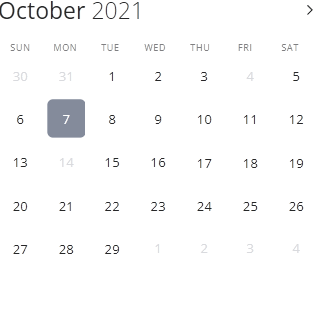 October 2021
SUN MON TUE WED THU FRI SAT
30 31 1 2 3 4 5
6 7 8 9 10 11 12
13 14 15 16 17 18 19
20 21 22 23 24 25 26
27 28 29 1 2 3 4